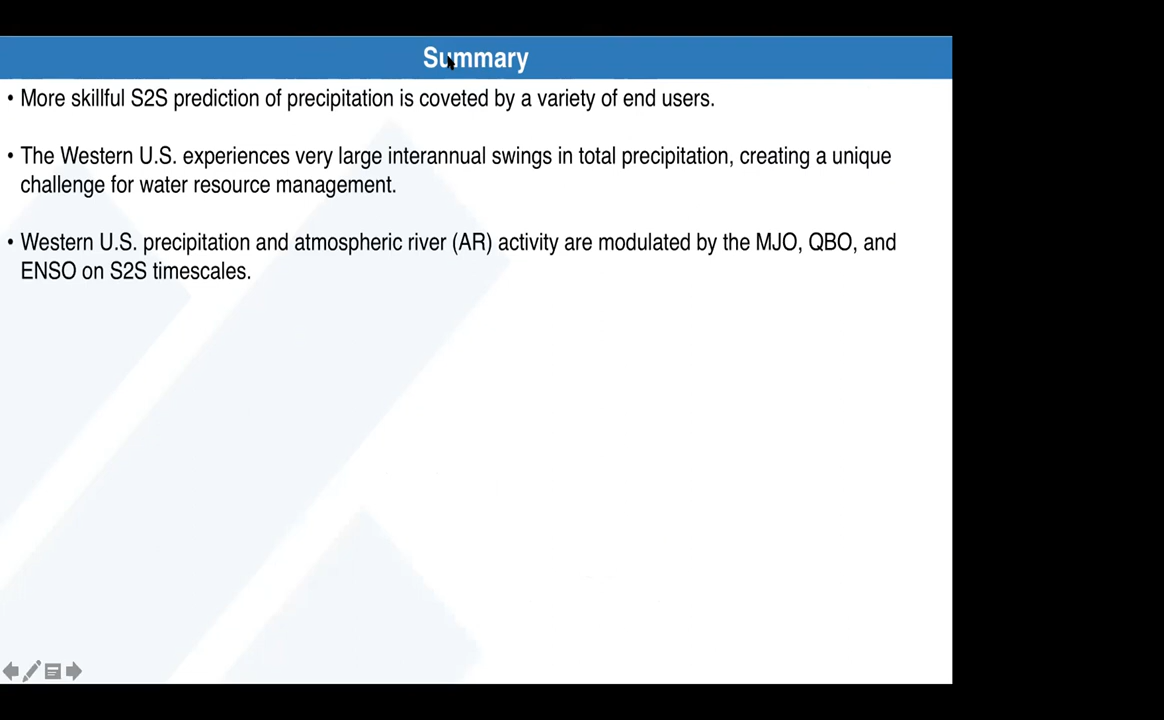 Summary
• More skillful S2S prediction of precipitation is coveted by a variety of end users.
• The Western U.S. experiences very large interannual swings in total precipitation, creating a unique
challenge for water resource management.
• Western U.S. precipitation and atmospheric river (AR) activity are modulated by the MJO, QBO, and
ENSO on S2S timescales.